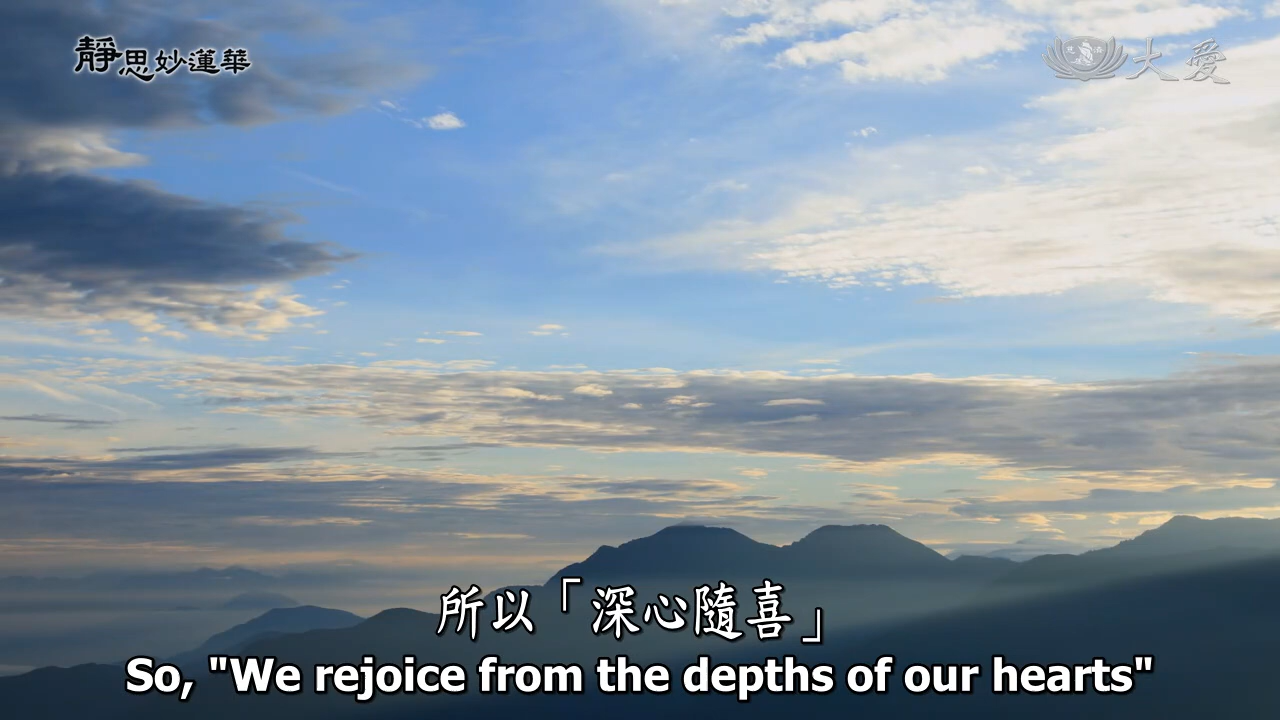 靜思妙蓮華
大愛
所以「深心隨喜」
So, "We rejoice from the depths of our hearts"